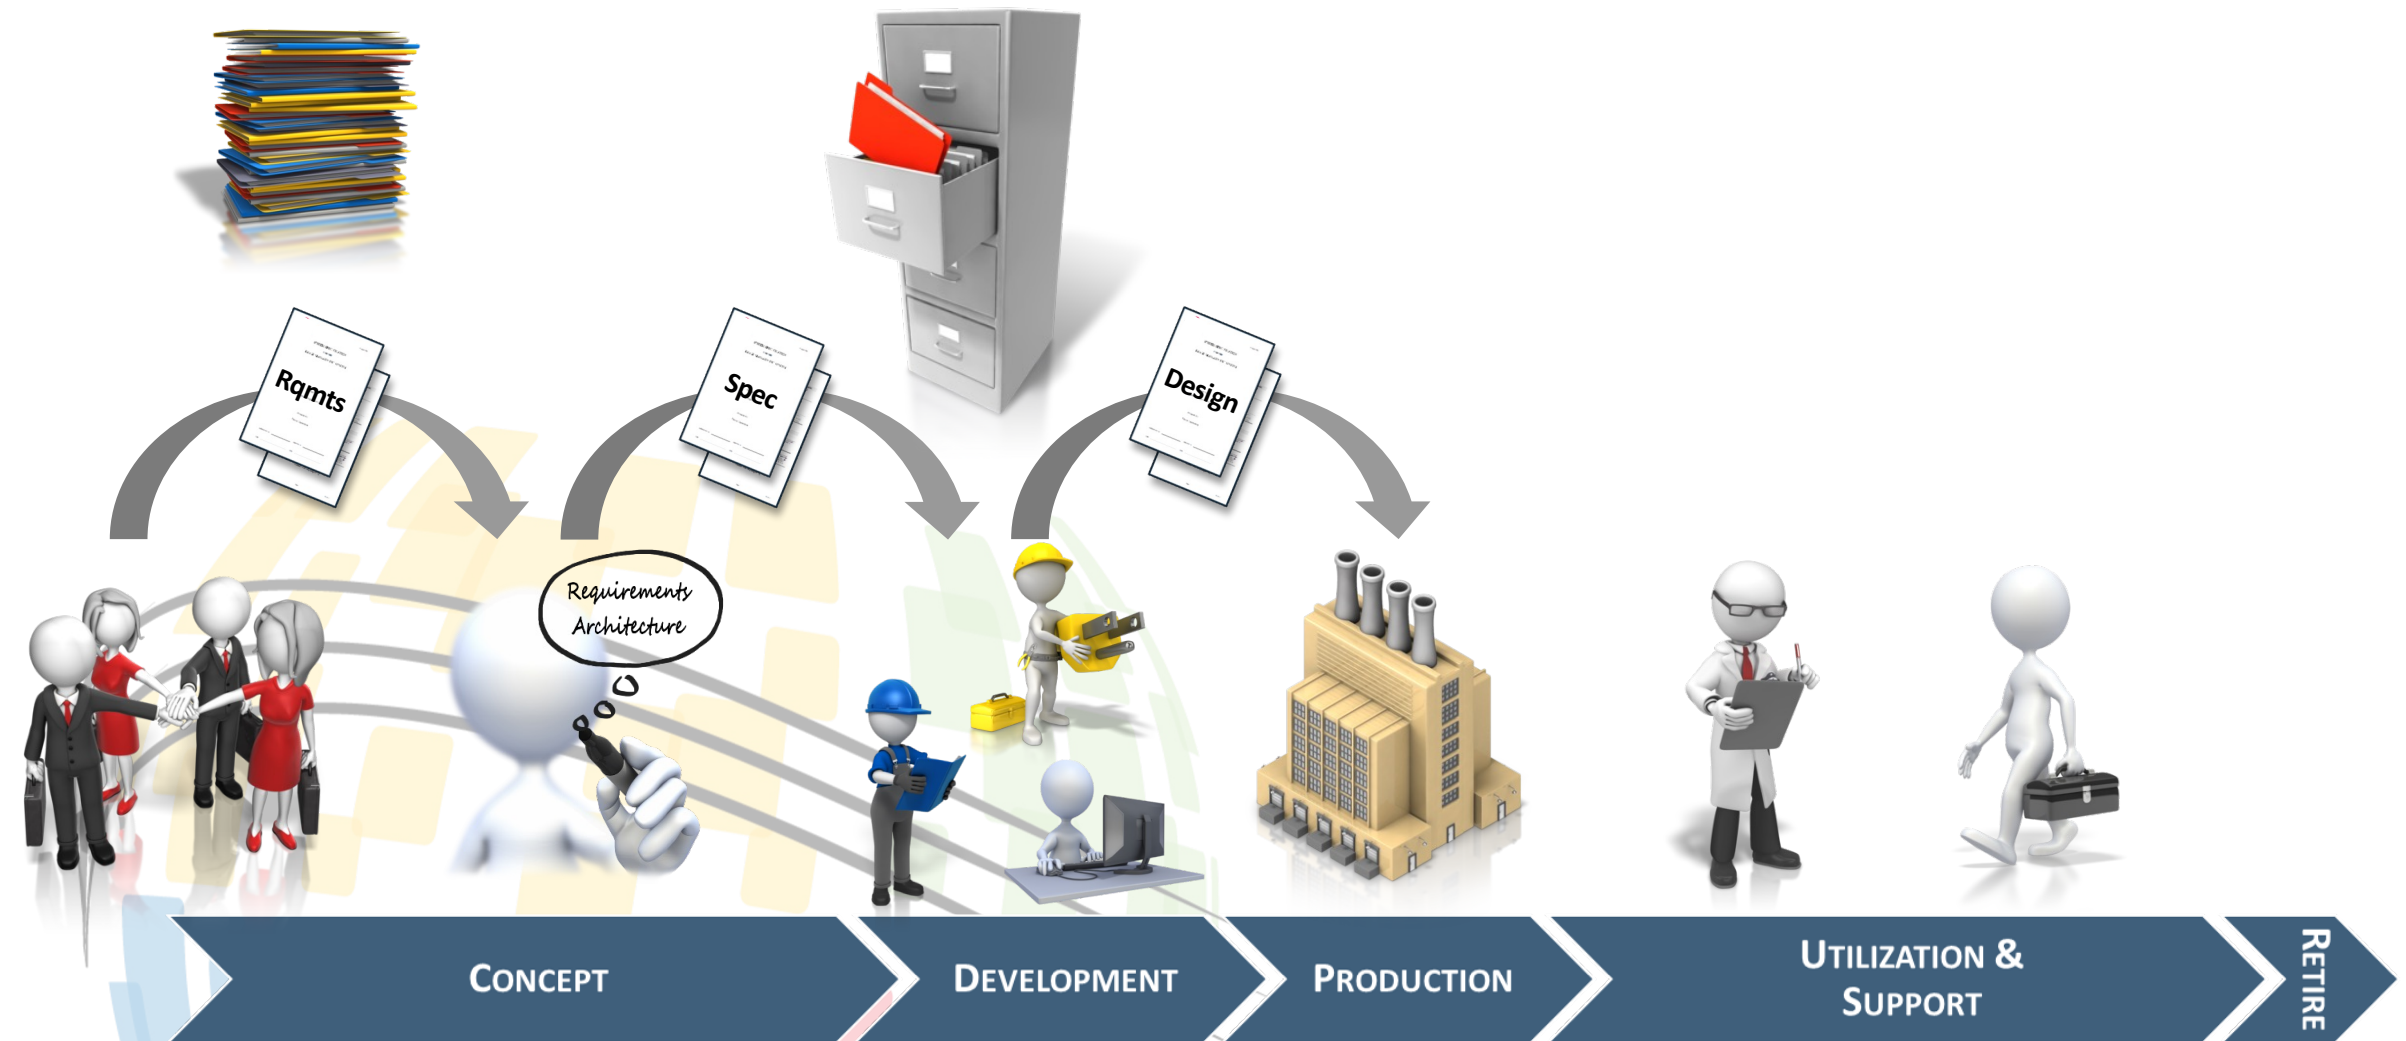 Rqmts
Spec
Design
Requirements
Architecture
CONCEPT
DEVELOPMENT
PRODUCTION
UTILIZATION &
SUPPORT
RETIRE